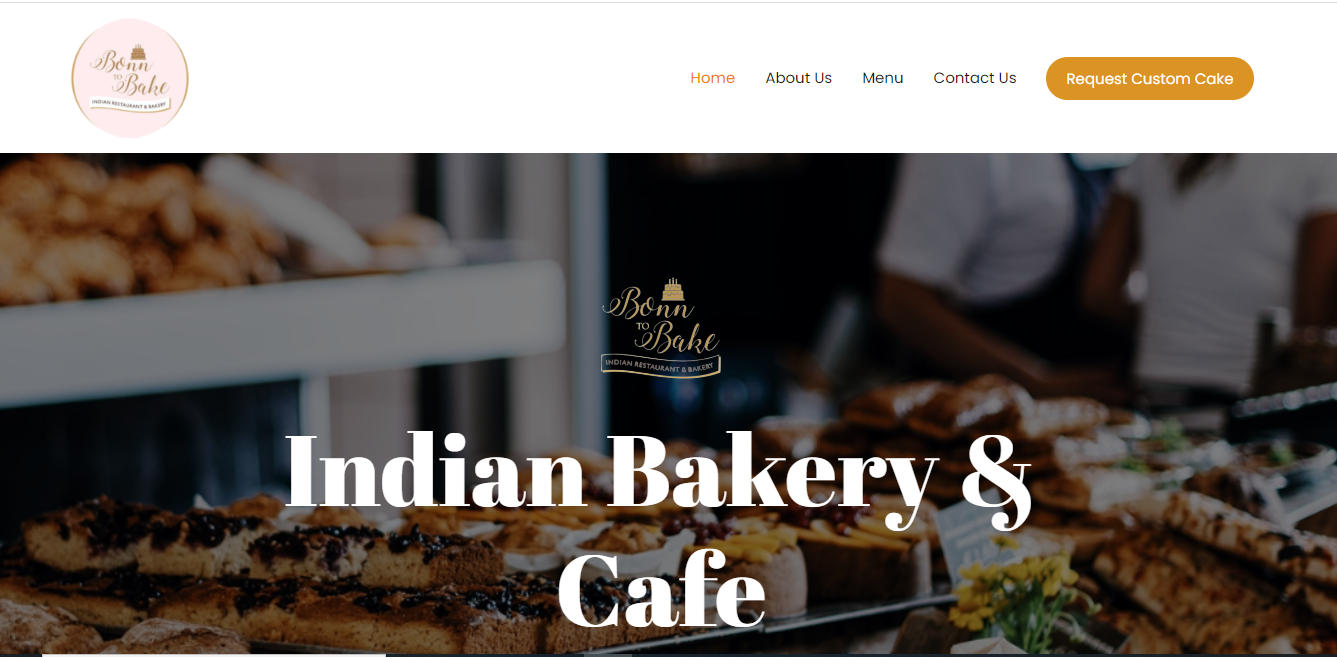 Bonn
TO
Bake
INDIAN RESTAURANT & BAKERY
Home
About Us
Menu
Contact Us
Request Custom Cake
Bonn
TO
Bake
INDIAN RESTAURANT & BAKERY
Indian Bakery &
Cafe